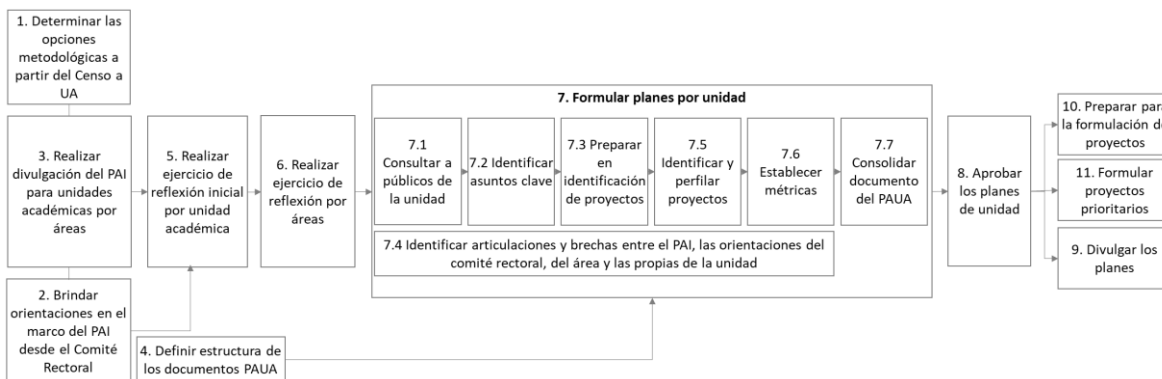 1. Determinar las
opciones
metodológicas a
partir del Censo a
UA
3. Realizar
divulgación del PAI
para unidades
académicas por
áreas
2. Brindar
orientaciones en el
marco del PAI
desde el Comité
Rectoral
5. Realizar
ejercicio de
reflexión inicial
por unidad
académica
4. Definir estructura de
los documentos PAUA
6. Realizar
ejercicio de
reflexión por áreas
7. Formular planes por unidad
7.1
Consultar a
públicos de
la unidad
7.2 Identificar
asuntos clave
7.3 Preparar
en
identificación
de proyectos
7.5
Identificar y
perfilar
proyectos
7.6
Establecer
métricas
7.7
Consolidar
documento
del PAUA
7.4 Identificar articulaciones y brechas entre el PAI, las orientaciones del
comité rectoral, del área y las propias de la unidad
8. Aprobar
los planes
de unidad
10. Preparar para
la formulación de
proyectos
11. Formular
proyectos
prioritarios
9. Divulgar los
planes